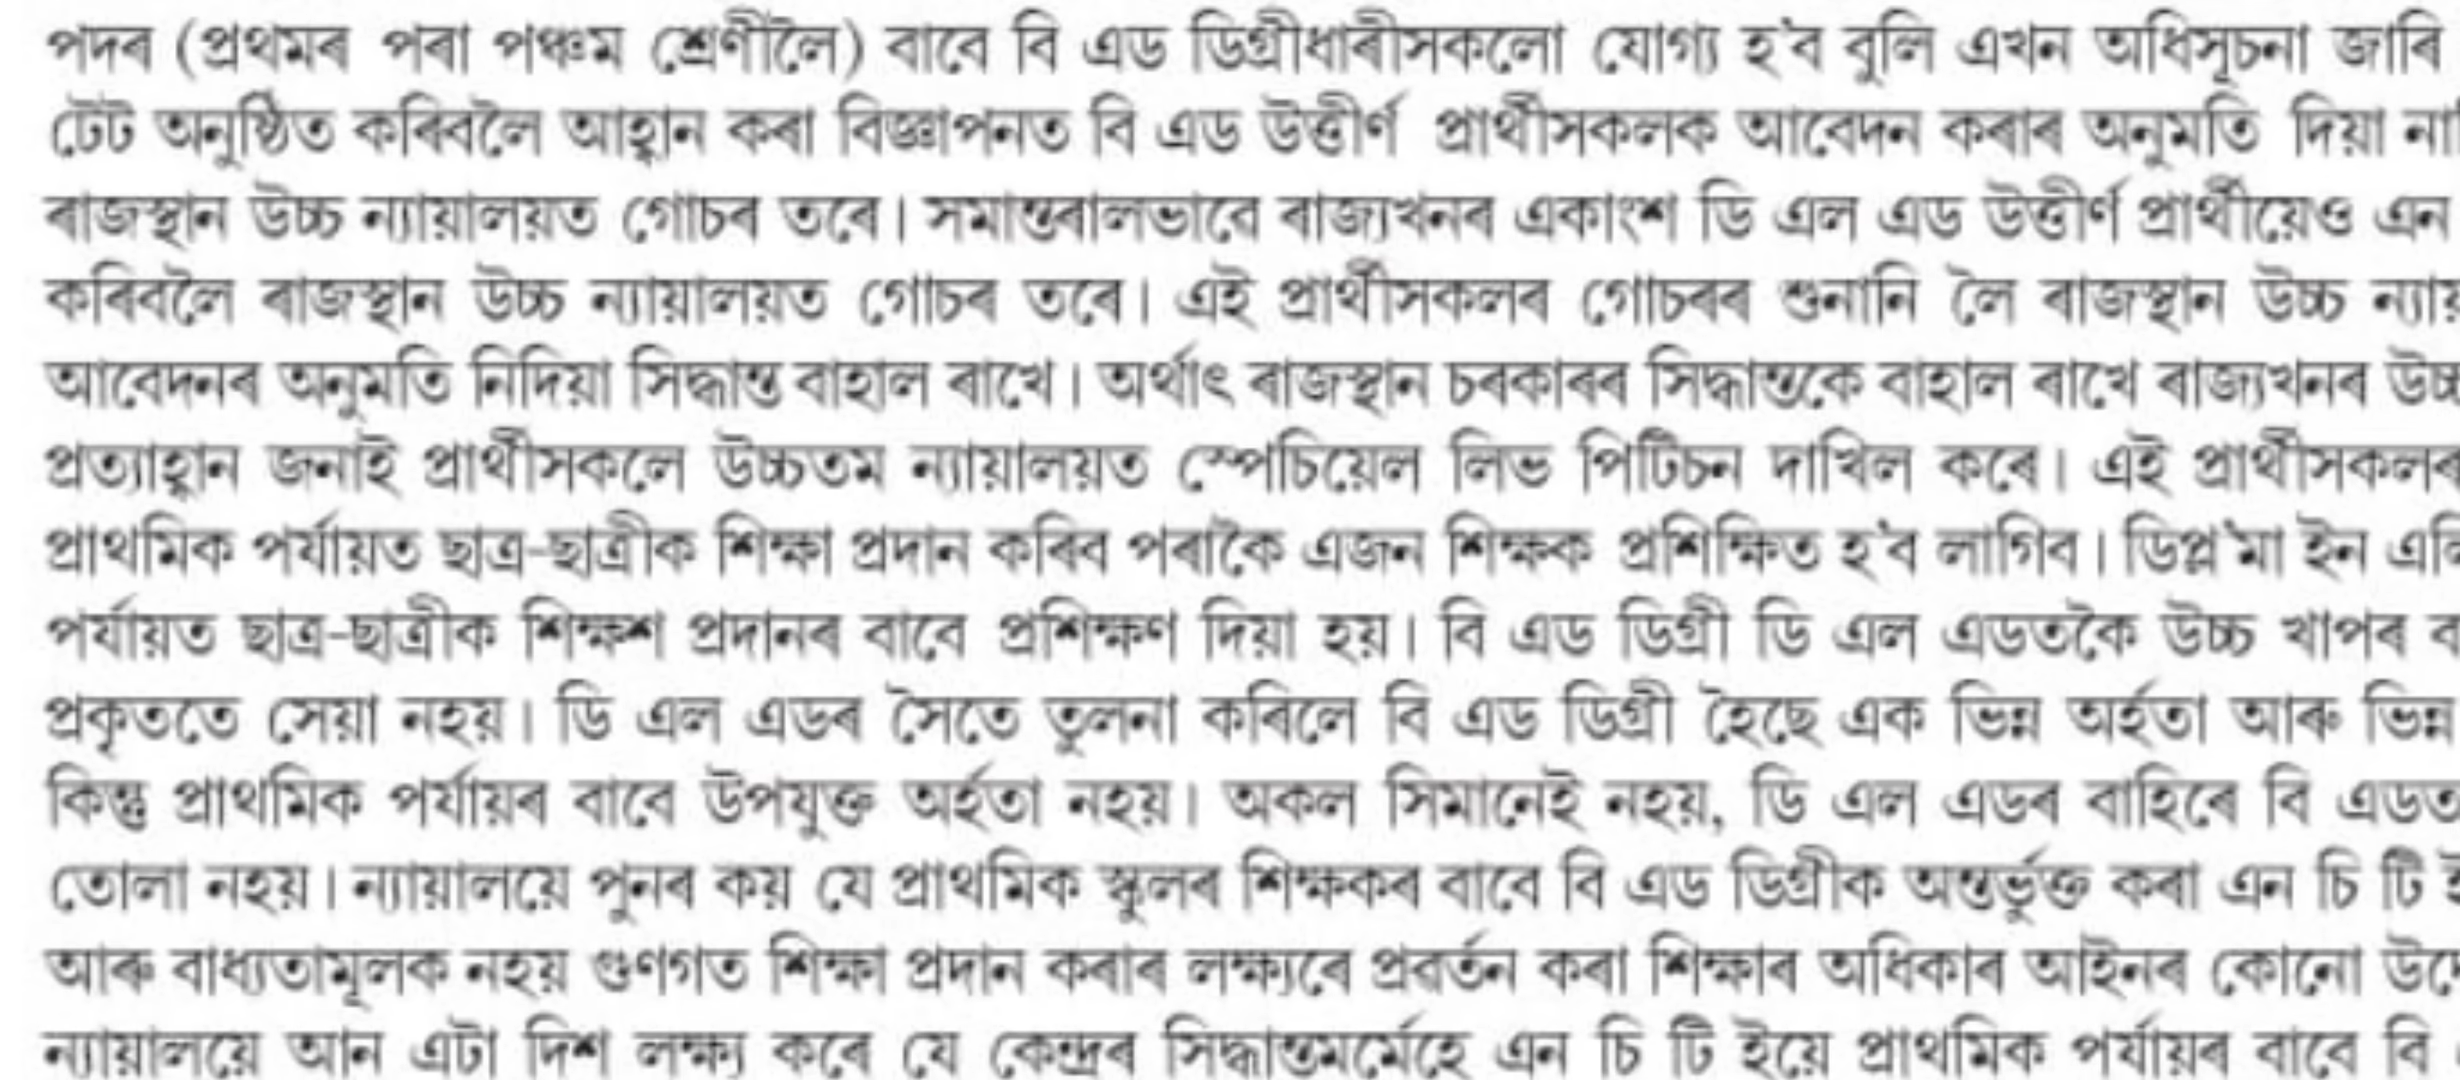 পদৰ (প্ৰথমৰ পৰা পঞ্চম শ্ৰেণীলৈ) বাবে বি এড ডিগ্ৰীধাৰীসকলো যোগ্য হ'ব বুলি এখন অধিসূচনা জাৰি
টেট অনুষ্ঠিত কৰিবলৈ আহ্বান কৰা বিজ্ঞাপনত বি এড উত্তীৰ্ণ প্ৰাৰ্থীসকলক আবেদন কৰাৰ অনুমতি দিয়া
ৰাজস্থান উচ্চ ন্যায়ালয়ত গোচৰ তৰে। সমান্তৰালভাবে ৰাজ্যখনৰ একাংশ ডি এল এড উত্তীৰ্ণ প্ৰাৰ্থীয়েও এন
কৰিবলৈ ৰাজস্থান উচ্চ ন্যায়ালয়ত গোচৰ তৰে। এই প্ৰাৰ্থীসকলৰ গোচৰৰ শুনানি লৈ ৰাজস্থান উচ্চ
আবেদনৰ অনুমতি নিদিয়া সিদ্ধান্ত বাহাল ৰাখে। অৰ্থাৎ ৰাজস্থান চৰকাৰৰ সিদ্ধান্তকে বাহাল ৰাখে ৰাজ্যখনৰ উচ্চ
প্ৰত্যাহ্বান জনাই প্ৰাৰ্থীসকলে উচ্চতম ন্যায়ালয়ত স্পেচিয়েল লিভ পিটিচন দাখিল কৰে। এই প্ৰাৰ্থীসকলৰ
প্ৰাথমিক পৰ্যায়ত ছাত্ৰ-ছাত্ৰীক শিক্ষা প্ৰদান কৰিব পৰাকৈ এজন শিক্ষক প্ৰশিক্ষিত হ'ব লাগিব। ডিপ্ল'মা ইন
পৰ্যায়ত ছাত্ৰ-ছাত্ৰীক শিক্ষশ প্ৰদানৰ বাবে প্ৰশিক্ষণ দিয়া হয়। বি এড ডিগ্ৰী ডি এল এডতকৈ উচ্চ খাপৰ
প্ৰকৃততে সেয়া নহয়। ডি এল এডৰ সৈতে তুলনা কৰিলে বি এড ডিগ্ৰী হৈছে এক ভিন্ন অৰ্হতা আৰু ভিন্ন
কিন্তু প্ৰাথমিক পৰ্যায়ৰ বাবে উপযুক্ত অৰ্হতা নহয়। অকল সিমানেই নহয়, ডি এল এডৰ বাহিৰে বি এডত
তোলা নহয়। ন্যায়ালয়ে পুনৰ কয় যে প্ৰাথমিক স্কুলৰ শিক্ষকৰ বাবে বি এড ডিগ্ৰীক অন্তৰ্ভুক্ত কৰা এন চি টি
আৰু বাধ্যতামূলক নহয় গুণগত শিক্ষা প্ৰদান কৰাৰ লক্ষ্যৰে প্ৰৱৰ্তন কৰা শিক্ষাৰ অধিকাৰ আইনৰ কোনো
ন্যায়ালয়ে আন এটা দিশ লক্ষ্য কৰে যে কেন্দ্ৰৰ সিদ্ধান্তমৰ্মেহে এন চি টি ইয়ে প্ৰাথমিক পৰ্যায়ৰ বাবে বি